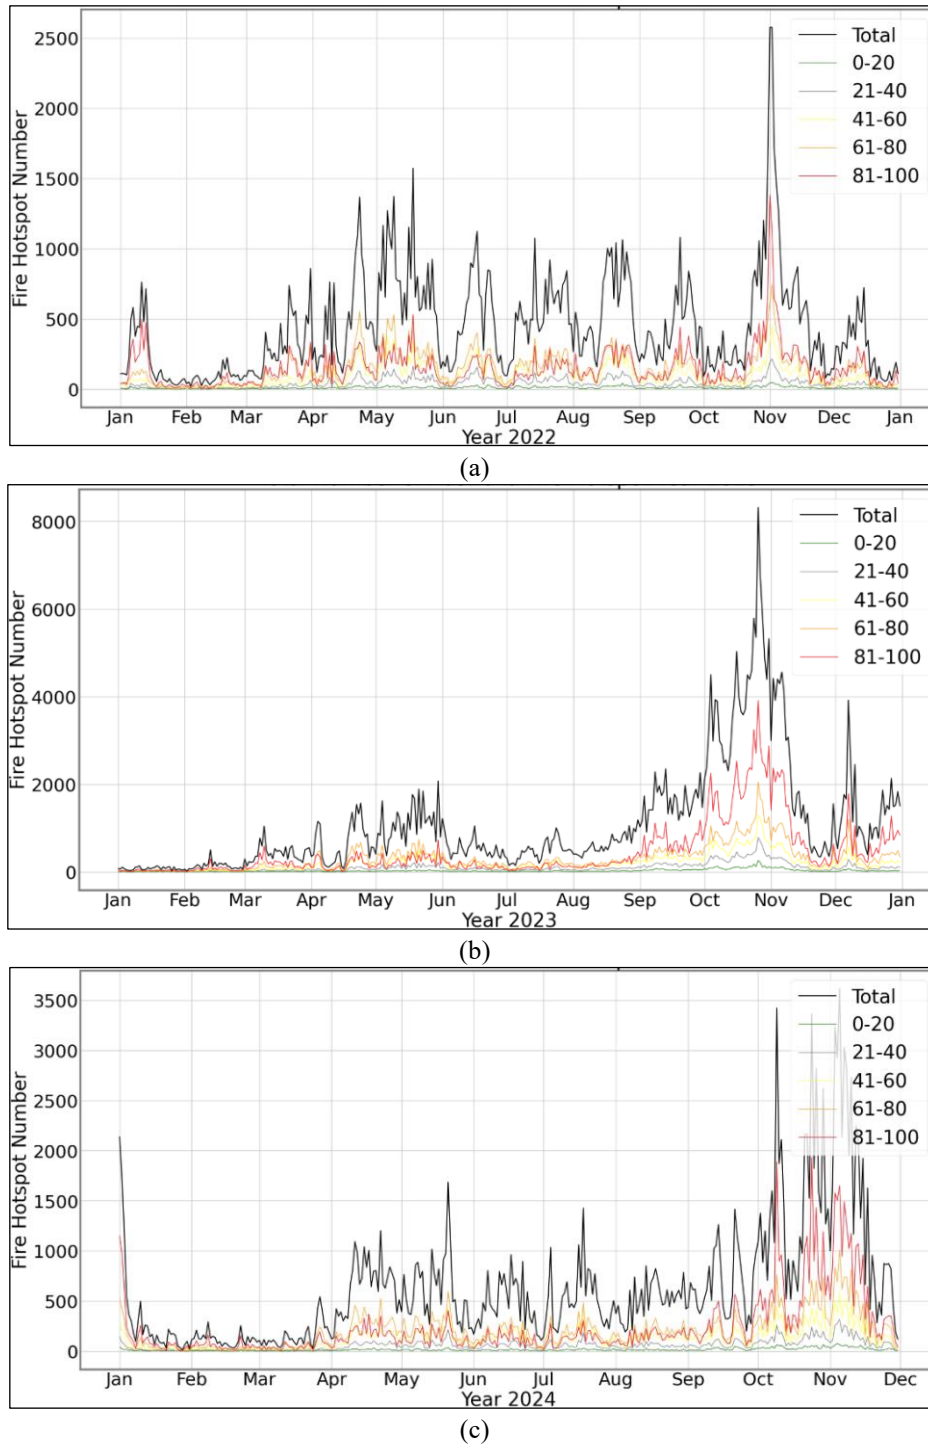 Fire Hotspot Number
2500
2000
1500
1000
500
0
Total
0-20
21-40
41-60
61-80
81-100
Jan Feb Mar Apr May Jun Jul Aug Sep Oct Nov Dec Jan
Year 2022
(a)
Fire Hotspot Number
8000
6000
4000
2000
0
Total
0-20
21-40
41-60
61-80
81-100
Jan Feb Mar Apr May Jun Jul Aug Sep Oct Nov Dec Jan
Year 2023
(b)
Fire Hotspot Number
3500
3000
2500
2000
1500
1000
500
0
Total
0-20
21-40
41-60
61-80
81-100
Jan Feb Mar Apr May Jun Jul Aug Sep Oct Nov Dec
Year 2024
(c)